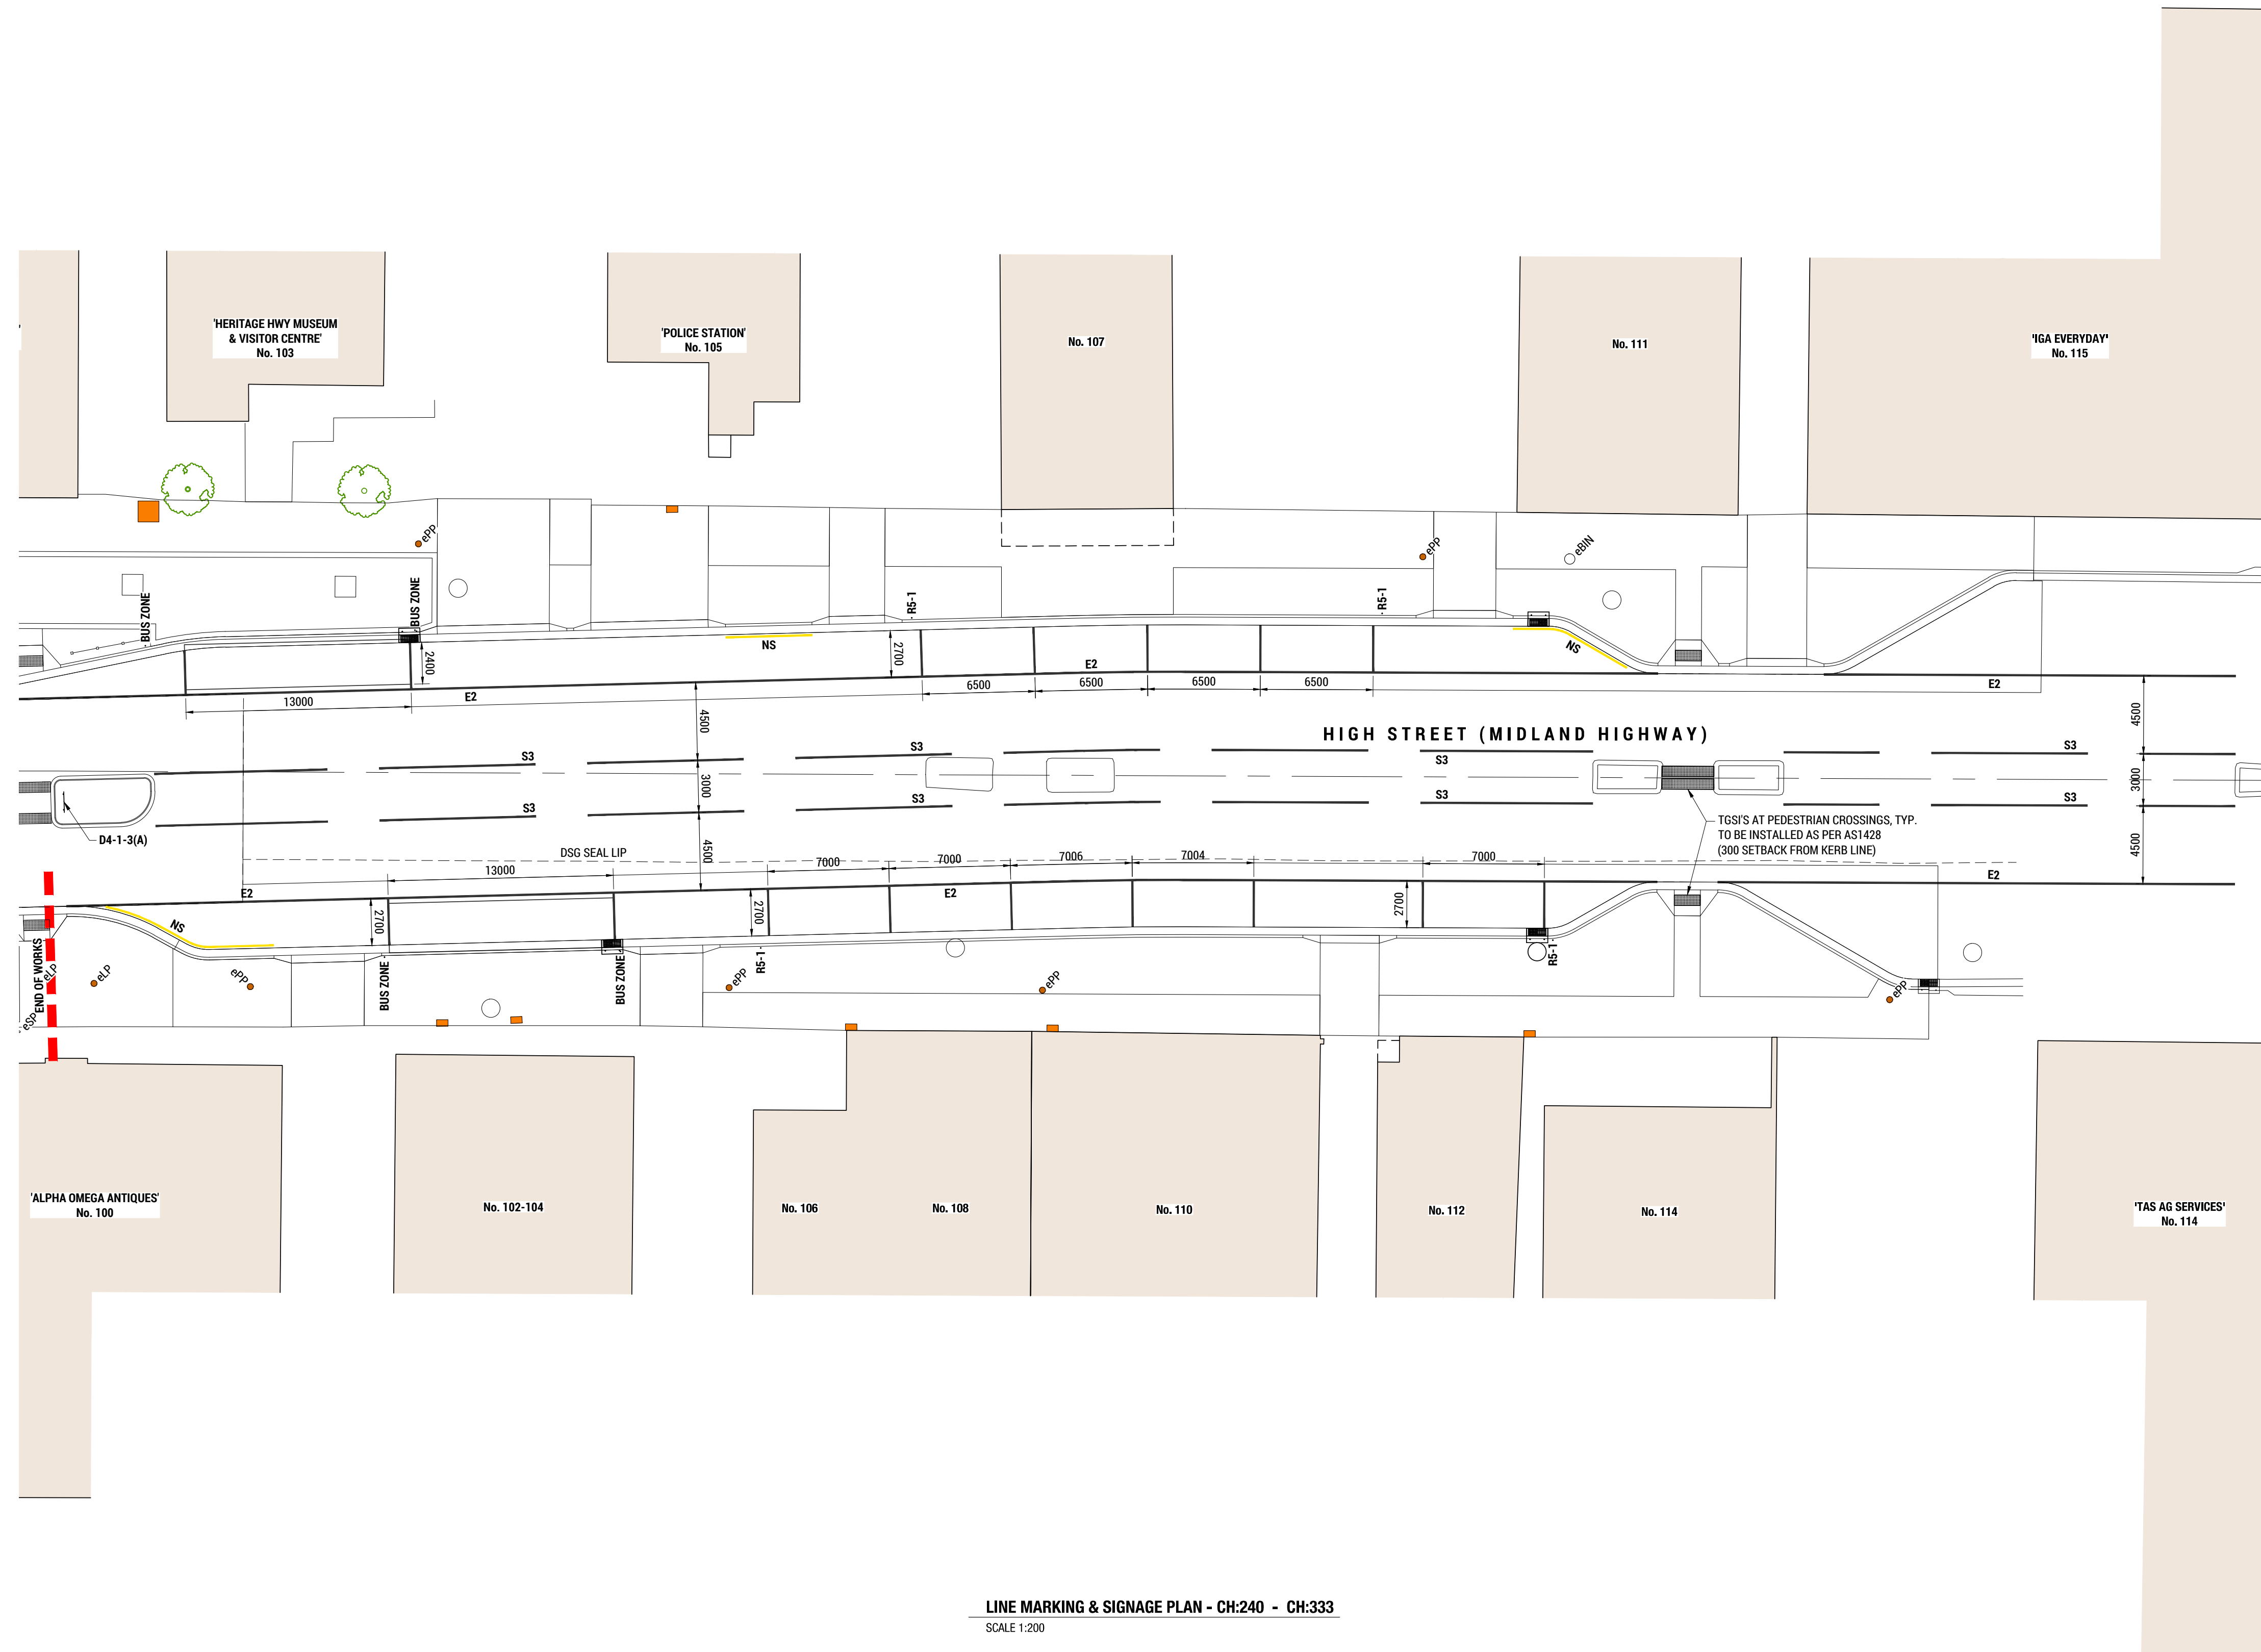 'HERITAGE HWY MUSEUM
& VISITOR CENTRE'
No. 103
'POLICE STATION'
No. 105
No. 107
No. 111
'IGA EVERYDAY'
No. 115
ePP
ePP
eBIN
BUS ZONE
BUS ZONE
R5-1
R5-1
NS
NS
2400
2700
E2
E2
E2
13000
6500
6500
6500
6500
4500
4500
HIGH STREET (MIDLAND HIGHWAY)
S3
S3
S3
S3
3000
3000
S3
S3
S3
S3
D4-1-3(A)
TGSI'S AT PEDESTRIAN CROSSINGS, TYP.
TO BE INSTALLED AS PER AS1428
(300 SETBACK FROM KERB LINE)
DSG SEAL LIP
4500
4500
13000
7000
7000
7006
7004
7000
E2
E2
E2
NS
2700
2700
2700
END OF WORKS
eLP
eLP
eSP
ePP
BUS ZONE
BUS ZONE
R5-1
ePP
ePP
R5-1
ePP
'ALPHA OMEGA ANTIQUES'
No. 100
No. 102-104
No. 106
No. 108
No. 110
No. 112
No. 114
'TAS AG SERVICES'
No. 114
LINE MARKING & SIGNAGE PLAN - CH:240 - CH:333
SCALE 1:200